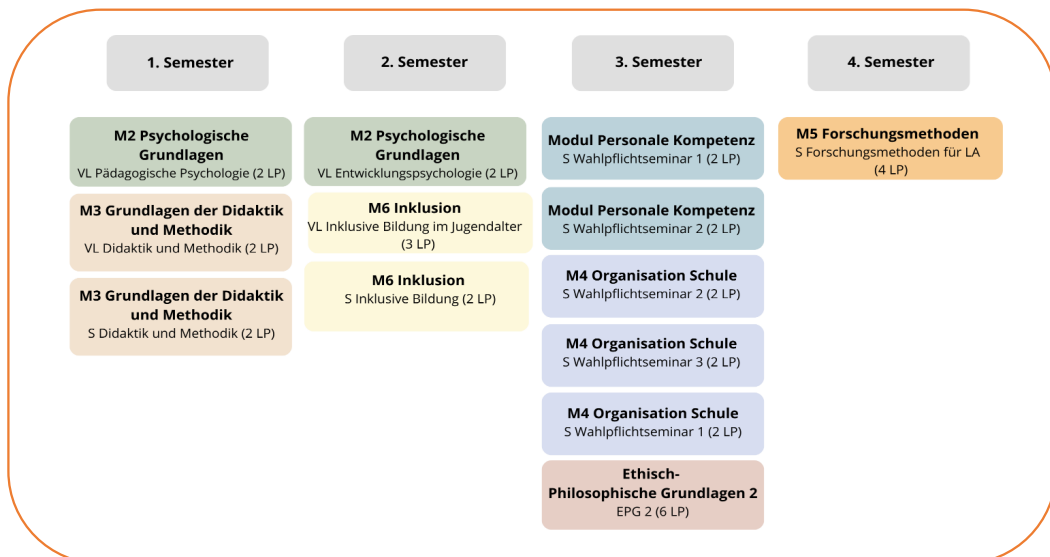 1. Semester
M2 Psychologische
Grundlagen
VL Pädagogische Psychologie (2 LP)
M3 Grundlagen der Didaktik
und Methodik
VL Didaktik und Methodik (2 LP)
M3 Grundlagen der Didaktik
und Methodik
S Didaktik und Methodik (2 LP)
2. Semester
M2 Psychologische
Grundlagen
VL Entwicklungspsychologie (2 LP)
M6 Inklusion
VL Inklusive Bildung im Jugendalter
(3 LP)
M6 Inklusion
S Inklusive Bildung (2 LP)
3. Semester
Modul Personale Kompetenz
S Wahlpflichtseminar 1 (2 LP)
Modul Personale Kompetenz
S Wahlpflichtseminar 2 (2 LP)
M4 Organisation Schule
S Wahlpflichtseminar 2 (2 LP)
M4 Organisation Schule
S Wahlpflichtseminar 3 (2 LP)
M4 Organisation Schule
S Wahlpflichtseminar 1 (2 LP)
Ethisch-
Philosophische Grundlagen 2
EPG 2 (6 LP)
4. Semester
M5 Forschungsmethoden
S Forschungsmethoden für LA
(4 LP)